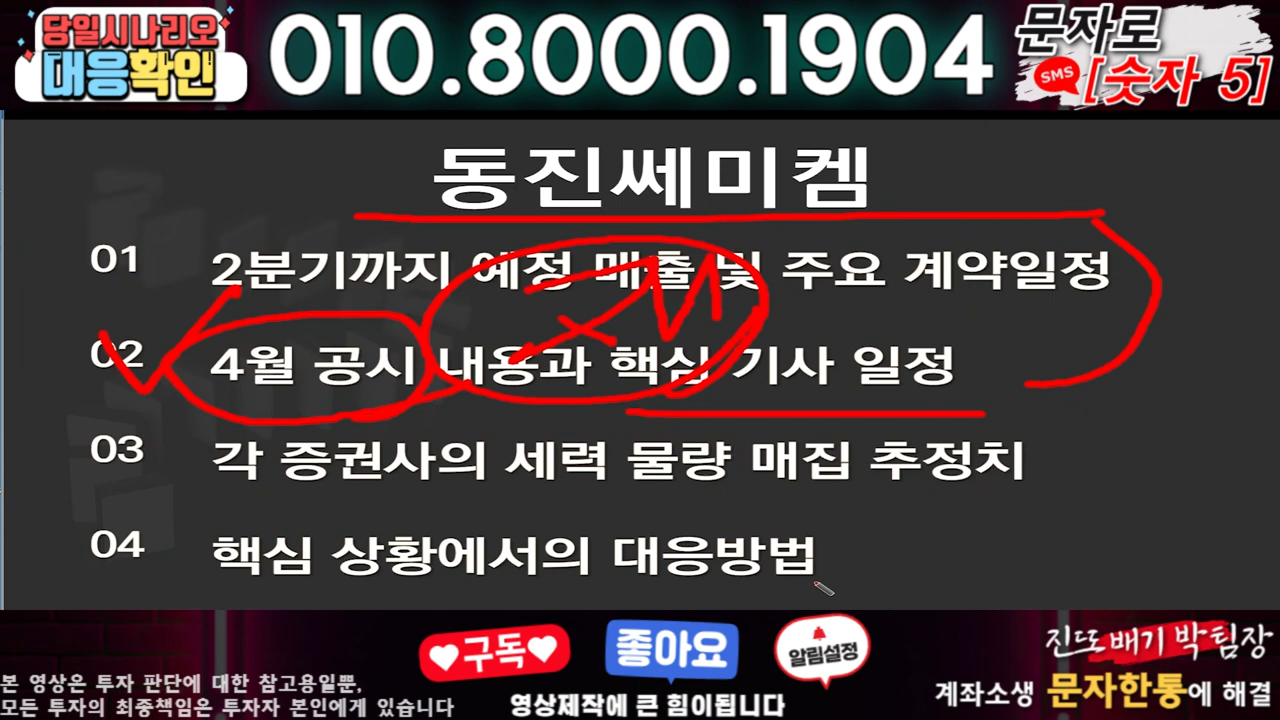 당일시나리오
대응확인
010.8000.1904
문자로
SMS [숫자 5]
동진쎄미켐
01 2분기까지 예정 매출 및 주요 계약일정
02 4월 공시 내용과 핵심 기사 일정
03 각 증권사의 세력 물량 매집 추정치
04 핵심 상황에서의 대응방법
구독
좋아요
알림설정
영상제작에 큰 힘이됩니다
본 영상은 투자 판단에 대한 참고용일뿐,
모든 투자의 최종책임은 투자자 본인에게 있습니다
진또배기 박팀장
계좌소생 문자한통에 해결